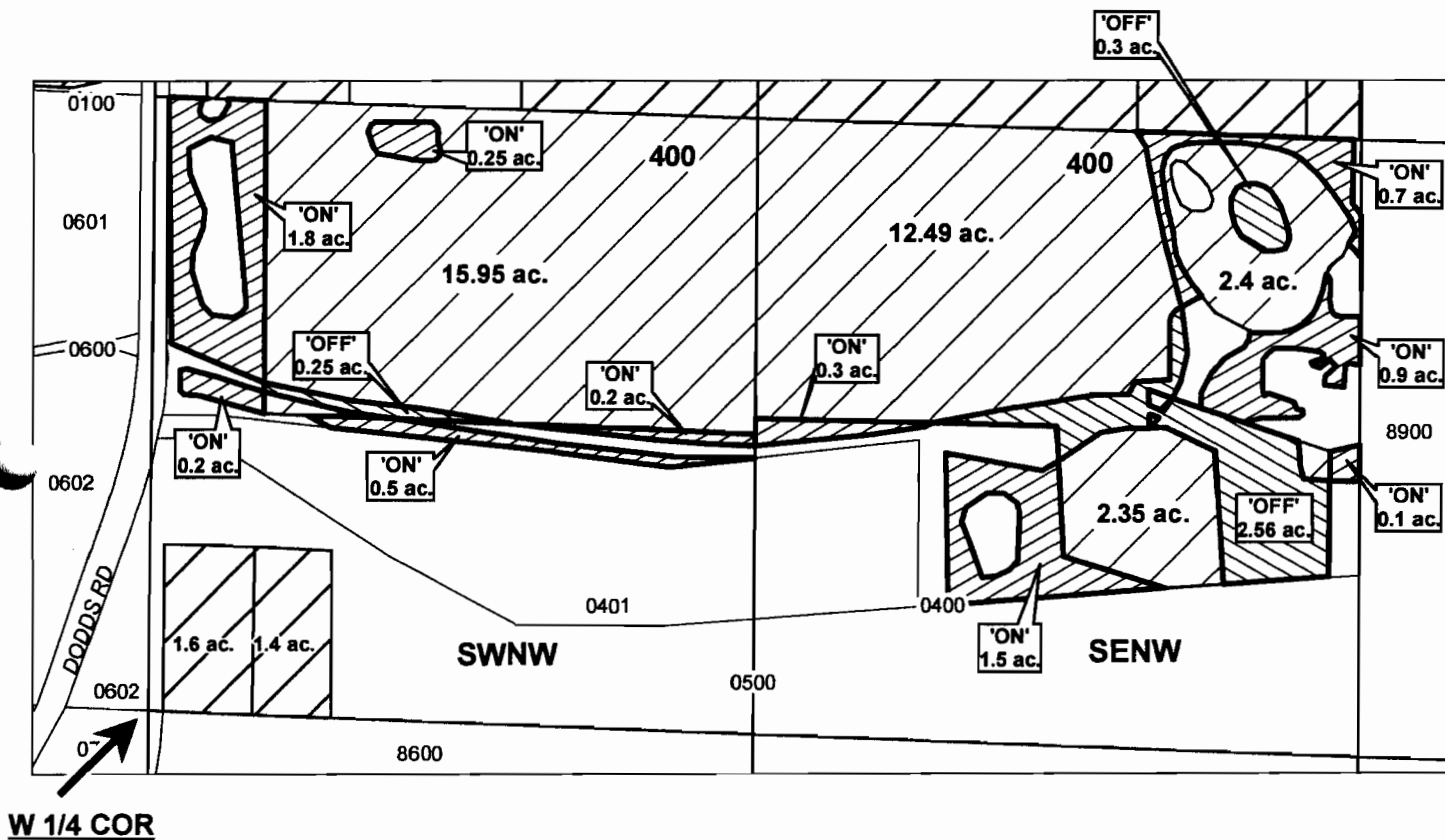 'OFF'
0.3 ac.
0100
'ON'
0.25 ac.
400
400
'ON'
0.7 ac.
0601
'ON'
1.8 ac.
12.49 ac.
15.95 ac.
2.4 ac.
0600
'OFF'
0.25 ac.
'ON'
0.3 ac.
'ON'
0.9 ac.
'ON'
0.2 ac.
'ON'
0.2 ac.
'ON'
0.5 ac.
8900
0602
'ON'
0.1 ac.
2.35 ac.
'OFF'
2.56 ac.
DODDS RD
0401
0400
1.6 ac.
1.4 ac.
SWNW
'ON'
1.5 ac.
SENW
0500
0602
8600
W 1/4 COR